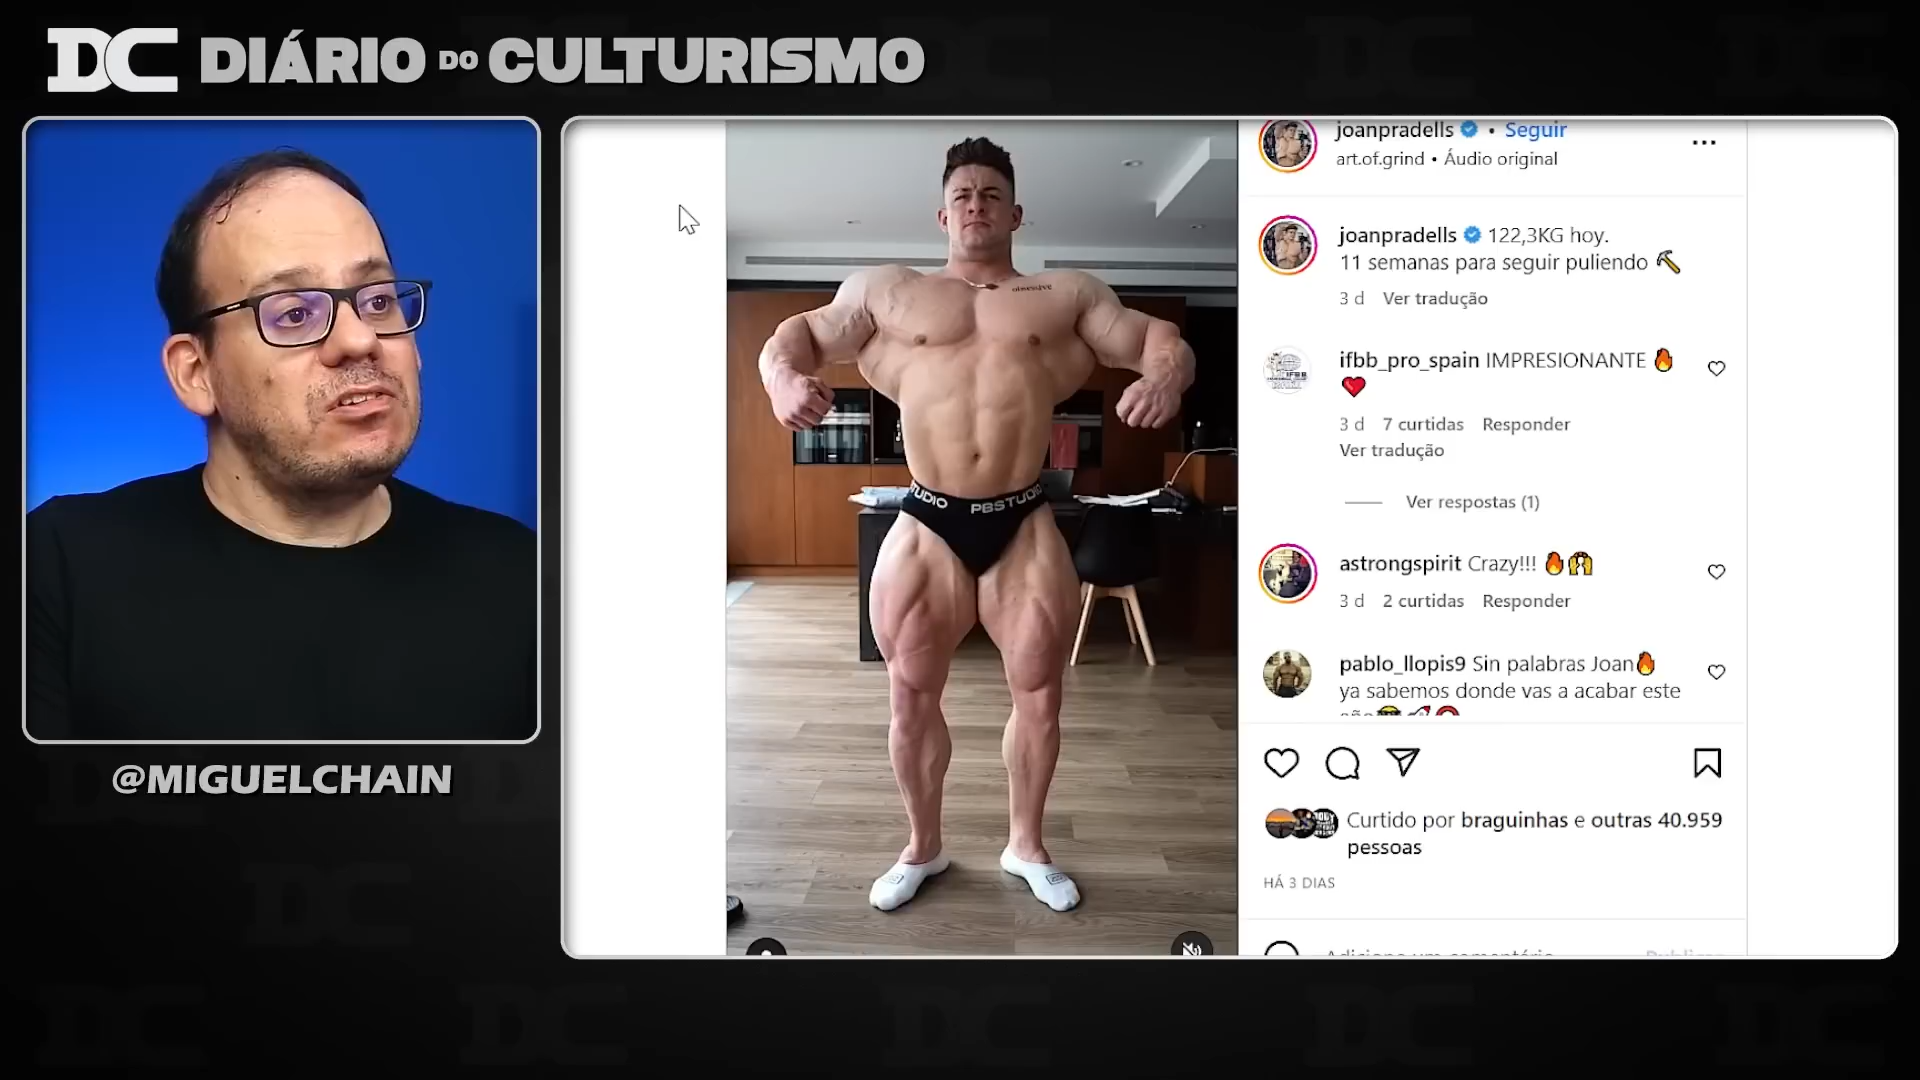 DC DIÁRIO DO CULTURISMO
@MIGUELCHAIN
obsessive
TUDIO PBSTUDIO
joanpradells • Seguir
art.of.grind • Áudio original
joanpradells 122,3KG hoy.
11 semanas para seguir puliendo 🔨
3 d Ver tradução
ifbb_pro_spain IMPRESIONANTE 🔥
❤️
3 d 7 curtidas Responder
Ver tradução
Ver respostas (1)
astrongspirit Crazy!!! 🔥🙌
3 d 2 curtidas Responder
pablo_llopis9 Sin palabras Joan🔥
ya sabemos donde vas a acabar este
Curtido por braguinhas e outras 40.959
pessoas
HÁ 3 DIAS